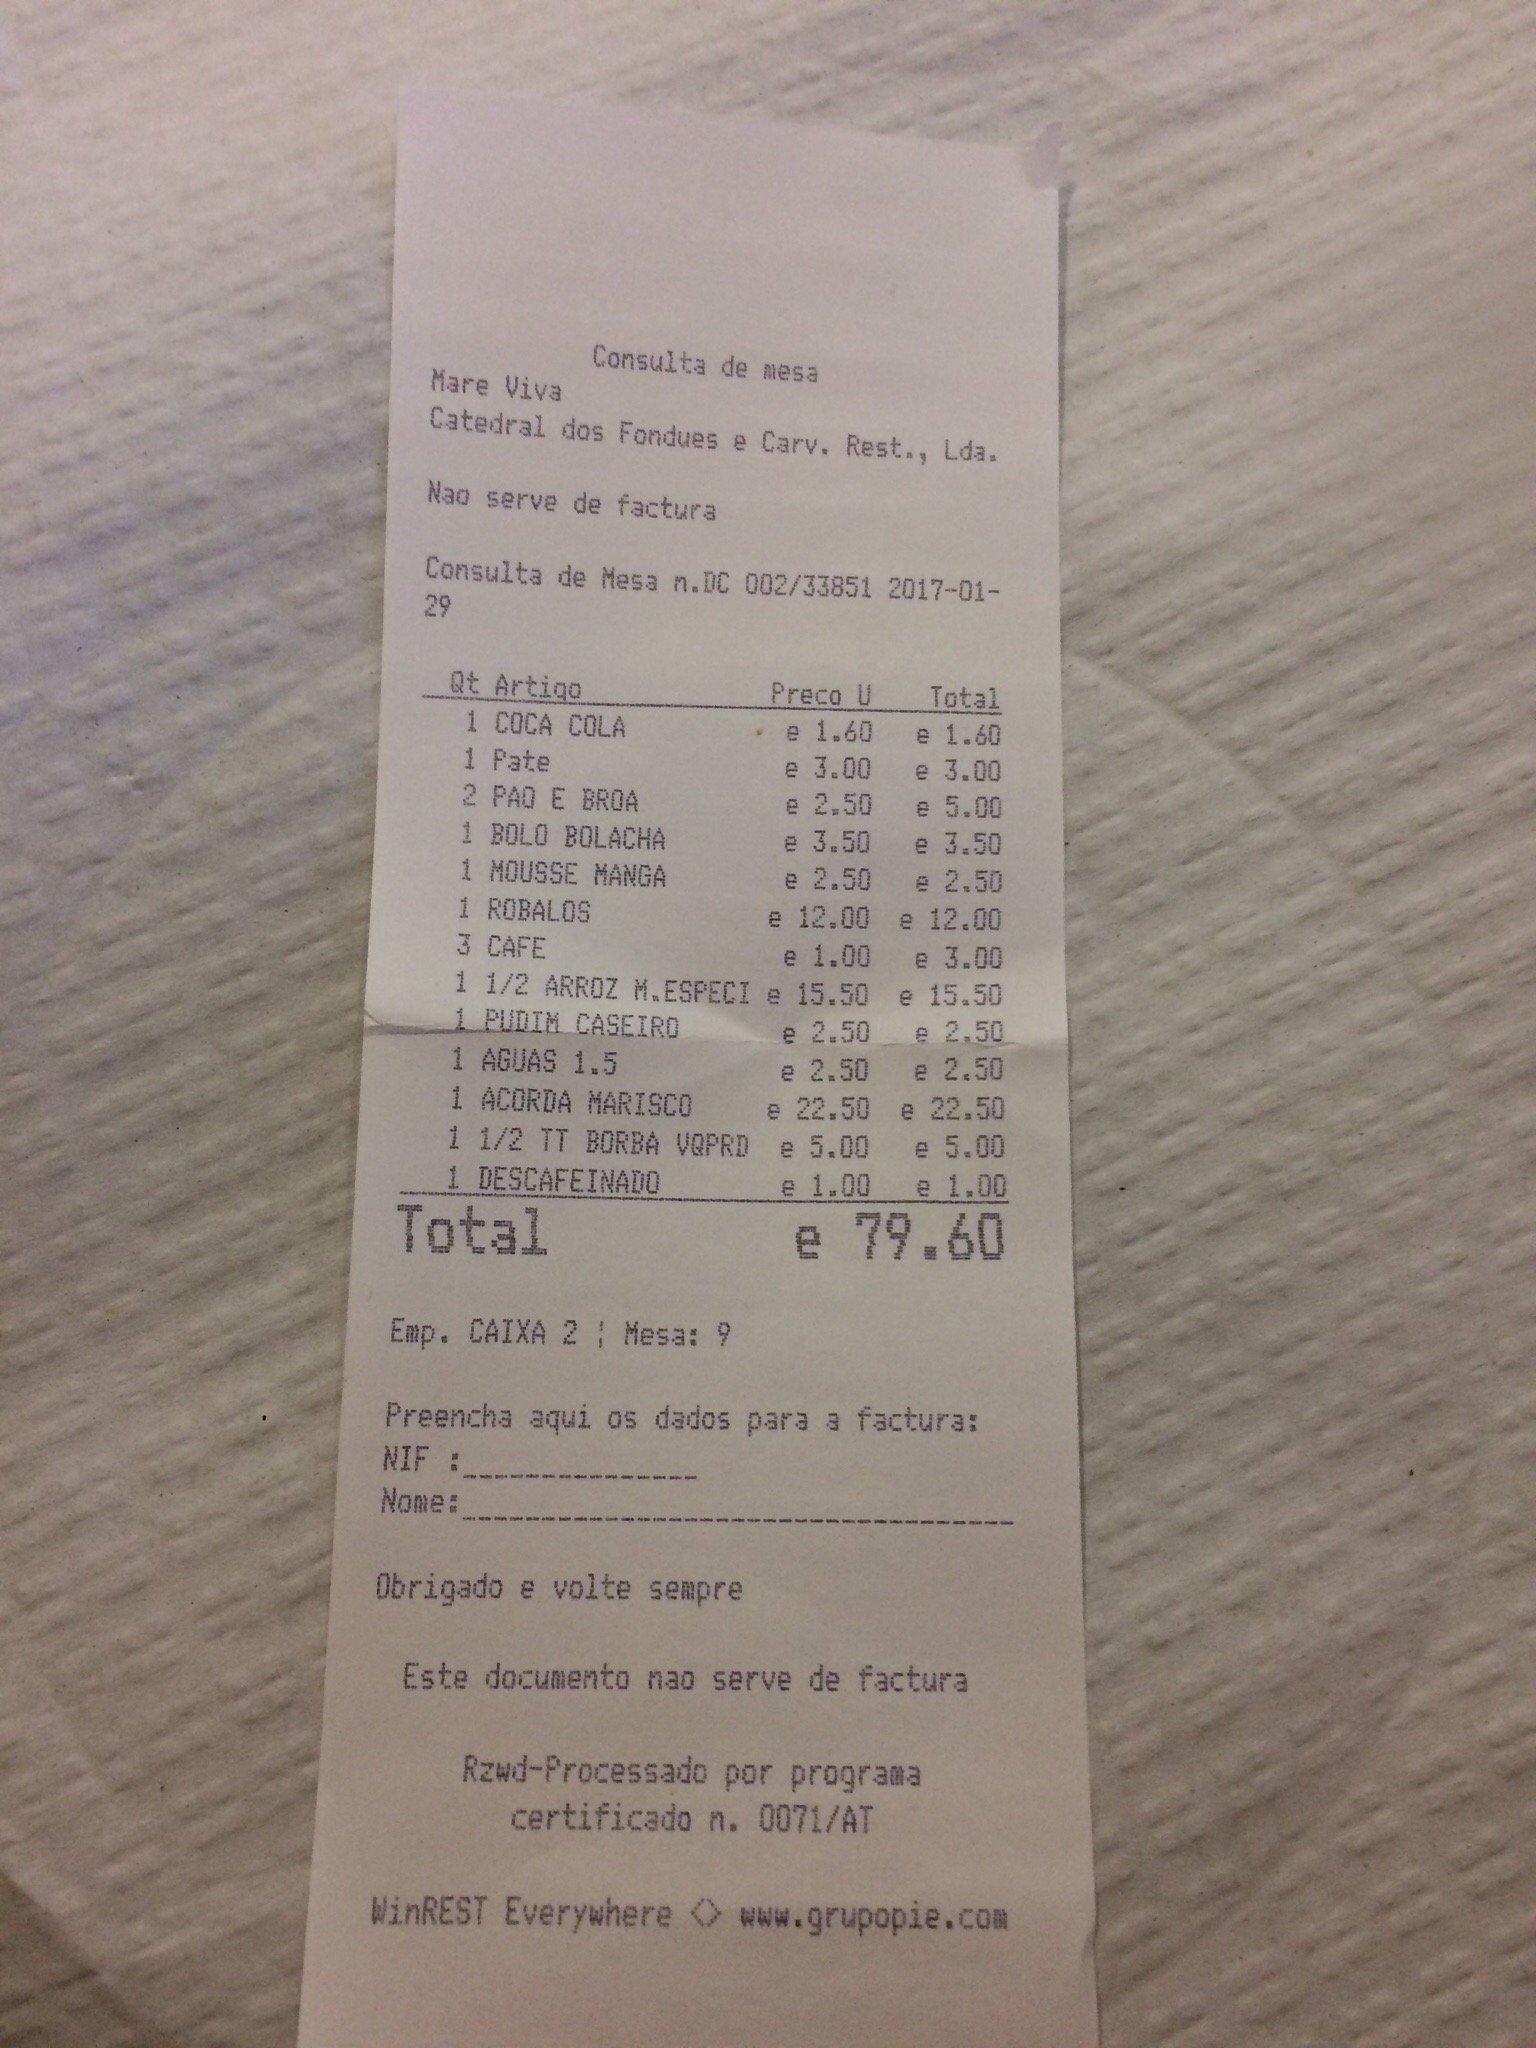 Consulta de mesa
Mare Viva
Catedral dos Fondues e Carv. Rest., Lda.
Nao serve de factura
Consulta de Mesa n.DC 002/33851 2017-01-
29
Qt Artigo Preco U Total
1 COCA COLA e 1.60 e 1.60
1 Pate e 3.00 e 3.00
2 PAO E BROA e 2.50 e 5.00
1 BOLO BOLACHA e 3.50 e 3.50
1 MOUSSE MANGA e 2.50 e 2.50
1 ROBALOS e 12.00 e 12.00
3 CAFE e 1.00 e 3.00
1 1/2 ARROZ M.ESPECI e 15.50 e 15.50
1 PUDIM CASEIRO e 2.50 e 2.50
1 AGUAS 1.5 e 2.50 e 2.50
1 ACORDA MARISCO e 22.50 e 22.50
1 1/2 TT BORBA VQPRD e 5.00 e 5.00
1 DESCAFEINADO e 1.00 e 1.00
Total e 79.60
Emp. CAIXA 2 ¦ Mesa: 9
Preencha aqui os dados para a factura:
NIF :_______________
Nome:___________________________________
Obrigado e volte sempre
Este documento nao serve de factura
Rzwd-Processado por programa
certificado n. 0071/AT
WinREST Everywhere <> www.grupopie.com